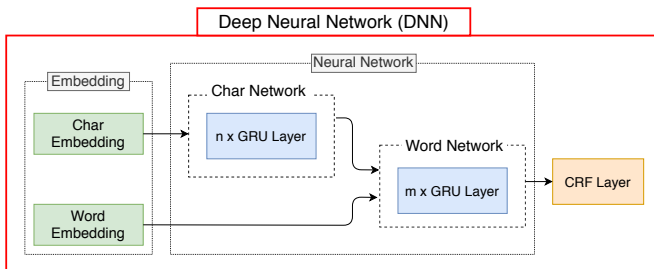 Deep Neural Network (DNN)
Neural Network
Embedding
Char Network
Char
Embedding
n x GRU Layer
Word Network
m x GRU Layer
CRF Layer
Word
Embedding